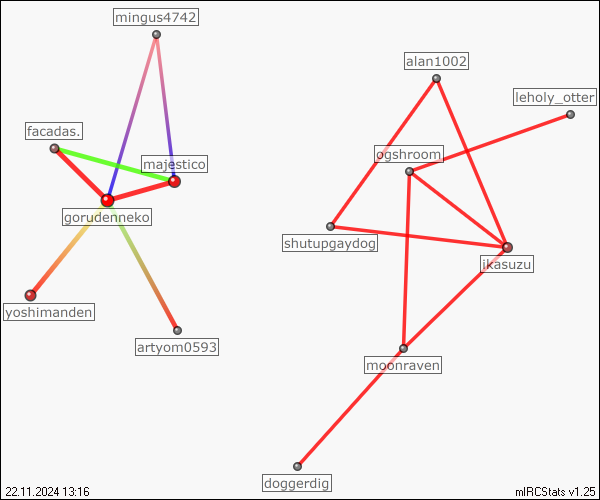 mingus4742
alan1002
leholy_otter
facadas.
ogshroom
majestico
gorudenneko
shutupgaydog
ikasuzu
yoshimanden
artyom0593
moonraven
doggerdig
22.11.2024 13:16
mIRCStats v1.25